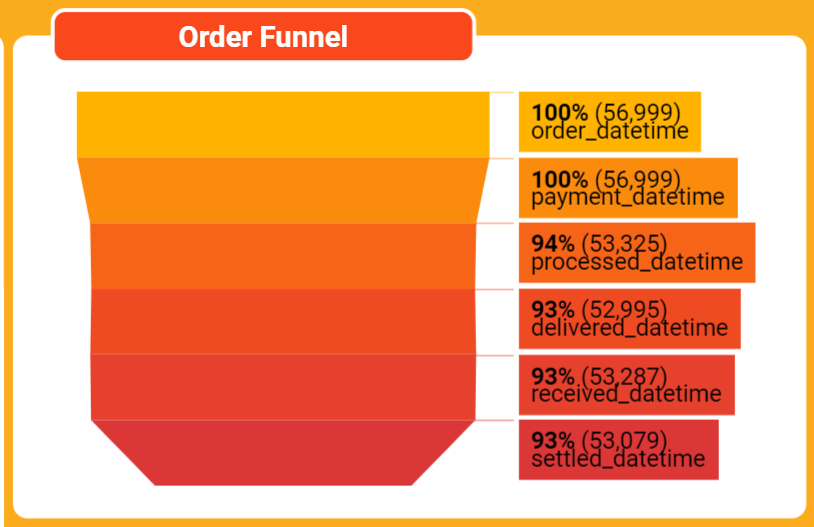 Order Funnel
100% (56,999)
order_datetime
100% (56,999)
payment_datetime
94% (53,325)
processed_datetime
93% (52,995)
delivered_datetime
93% (53,287)
received_datetime
93% (53,079)
settled_datetime